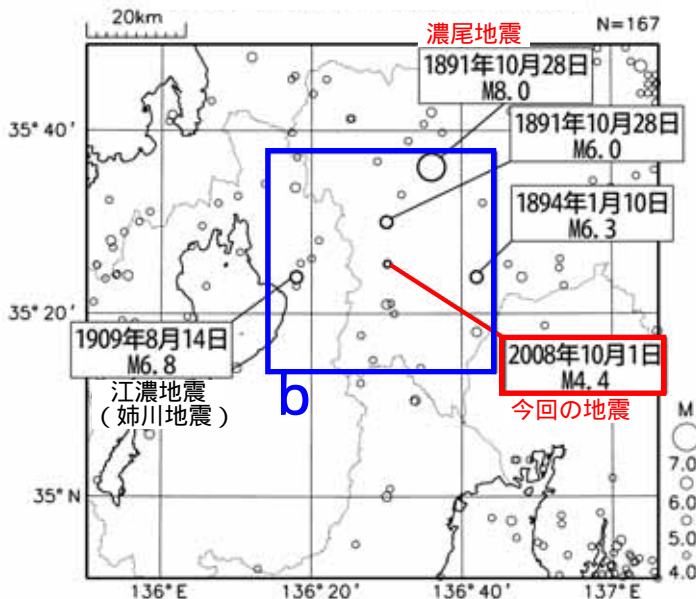 20km
N=167
濃尾地震
1891年10月28日
M8.0
1891年10月28日
M6.0
35°40′
1894年1月10日
M6.3
35°20′
1909年8月14日
M6.8
江濃地震
(姉川地震)
2008年10月1日
M4.4
今回の地震
b
35°N
M
7.0
6.0
5.0
4.0
136°E
136°20′
136°40′
137°E